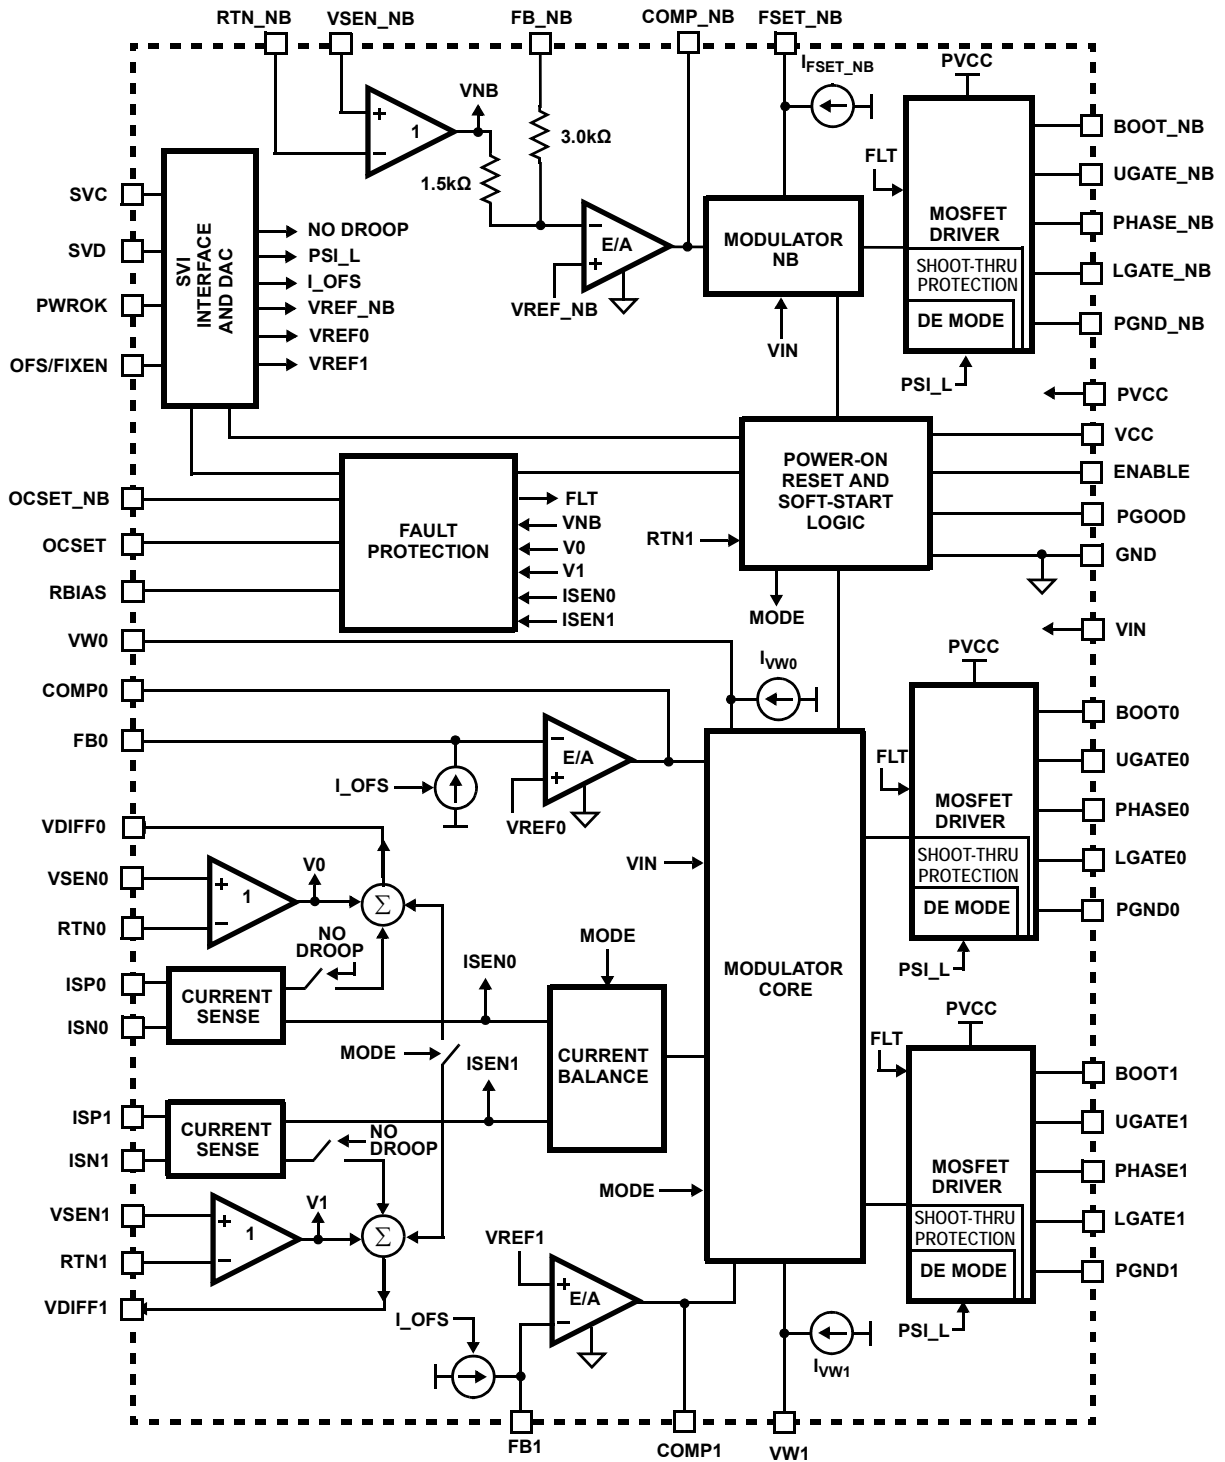 RTN_NB
VSEN_NB
FB_NB
COMP_NB
FSET_NB
IFSET_NB
PVCC
VNB
+
−
1
1.5kΩ
3.0kΩ
FLT
BOOT_NB
UGATE_NB
PHASE_NB
LGATE_NB
PGND_NB
MOSFET
DRIVER
SHOOT-THRU
PROTECTION
DE MODE
PSI_L
SVC
SVD
PWROK
OFS/FIXEN
SVI
INTERFACE
AND DAC
NO DROOP
PSI_L
I_OFS
VREF_NB
VREF0
VREF1
−
E/A
+
VREF_NB
MODULATOR
NB
VIN
PVCC
VCC
ENABLE
PGOOD
GND
VIN
POWER-ON
RESET AND
SOFT-START
LOGIC
RTN1
MODE
OCSET_NB
OCSET
RBIAS
FAULT
PROTECTION
FLT
VNB
V0
V1
ISEN0
ISEN1
VW0
COMP0
FB0
IVW0
I_OFS
−
E/A
+
VREF0
PVCC
FLT
MOSFET
DRIVER
SHOOT-THRU
PROTECTION
DE MODE
PSI_L
BOOT0
UGATE0
PHASE0
LGATE0
PGND0
VDIFF0
VSEN0
RTN0
+
−
1
V0
Σ
NO
DROOP
ISP0
ISN0
CURRENT
SENSE
ISEN0
MODE
VIN
MODULATOR
CORE
CURRENT
BALANCE
MODE
ISEN1
ISP1
ISN1
CURRENT
SENSE
NO
DROOP
MODE
VSEN1
RTN1
VDIFF1
+
−
1
V1
Σ
VREF1
+
E/A
−
I_OFS
IVW1
PVCC
FLT
MOSFET
DRIVER
SHOOT-THRU
PROTECTION
DE MODE
PSI_L
BOOT1
UGATE1
PHASE1
LGATE1
PGND1
FB1
COMP1
VW1